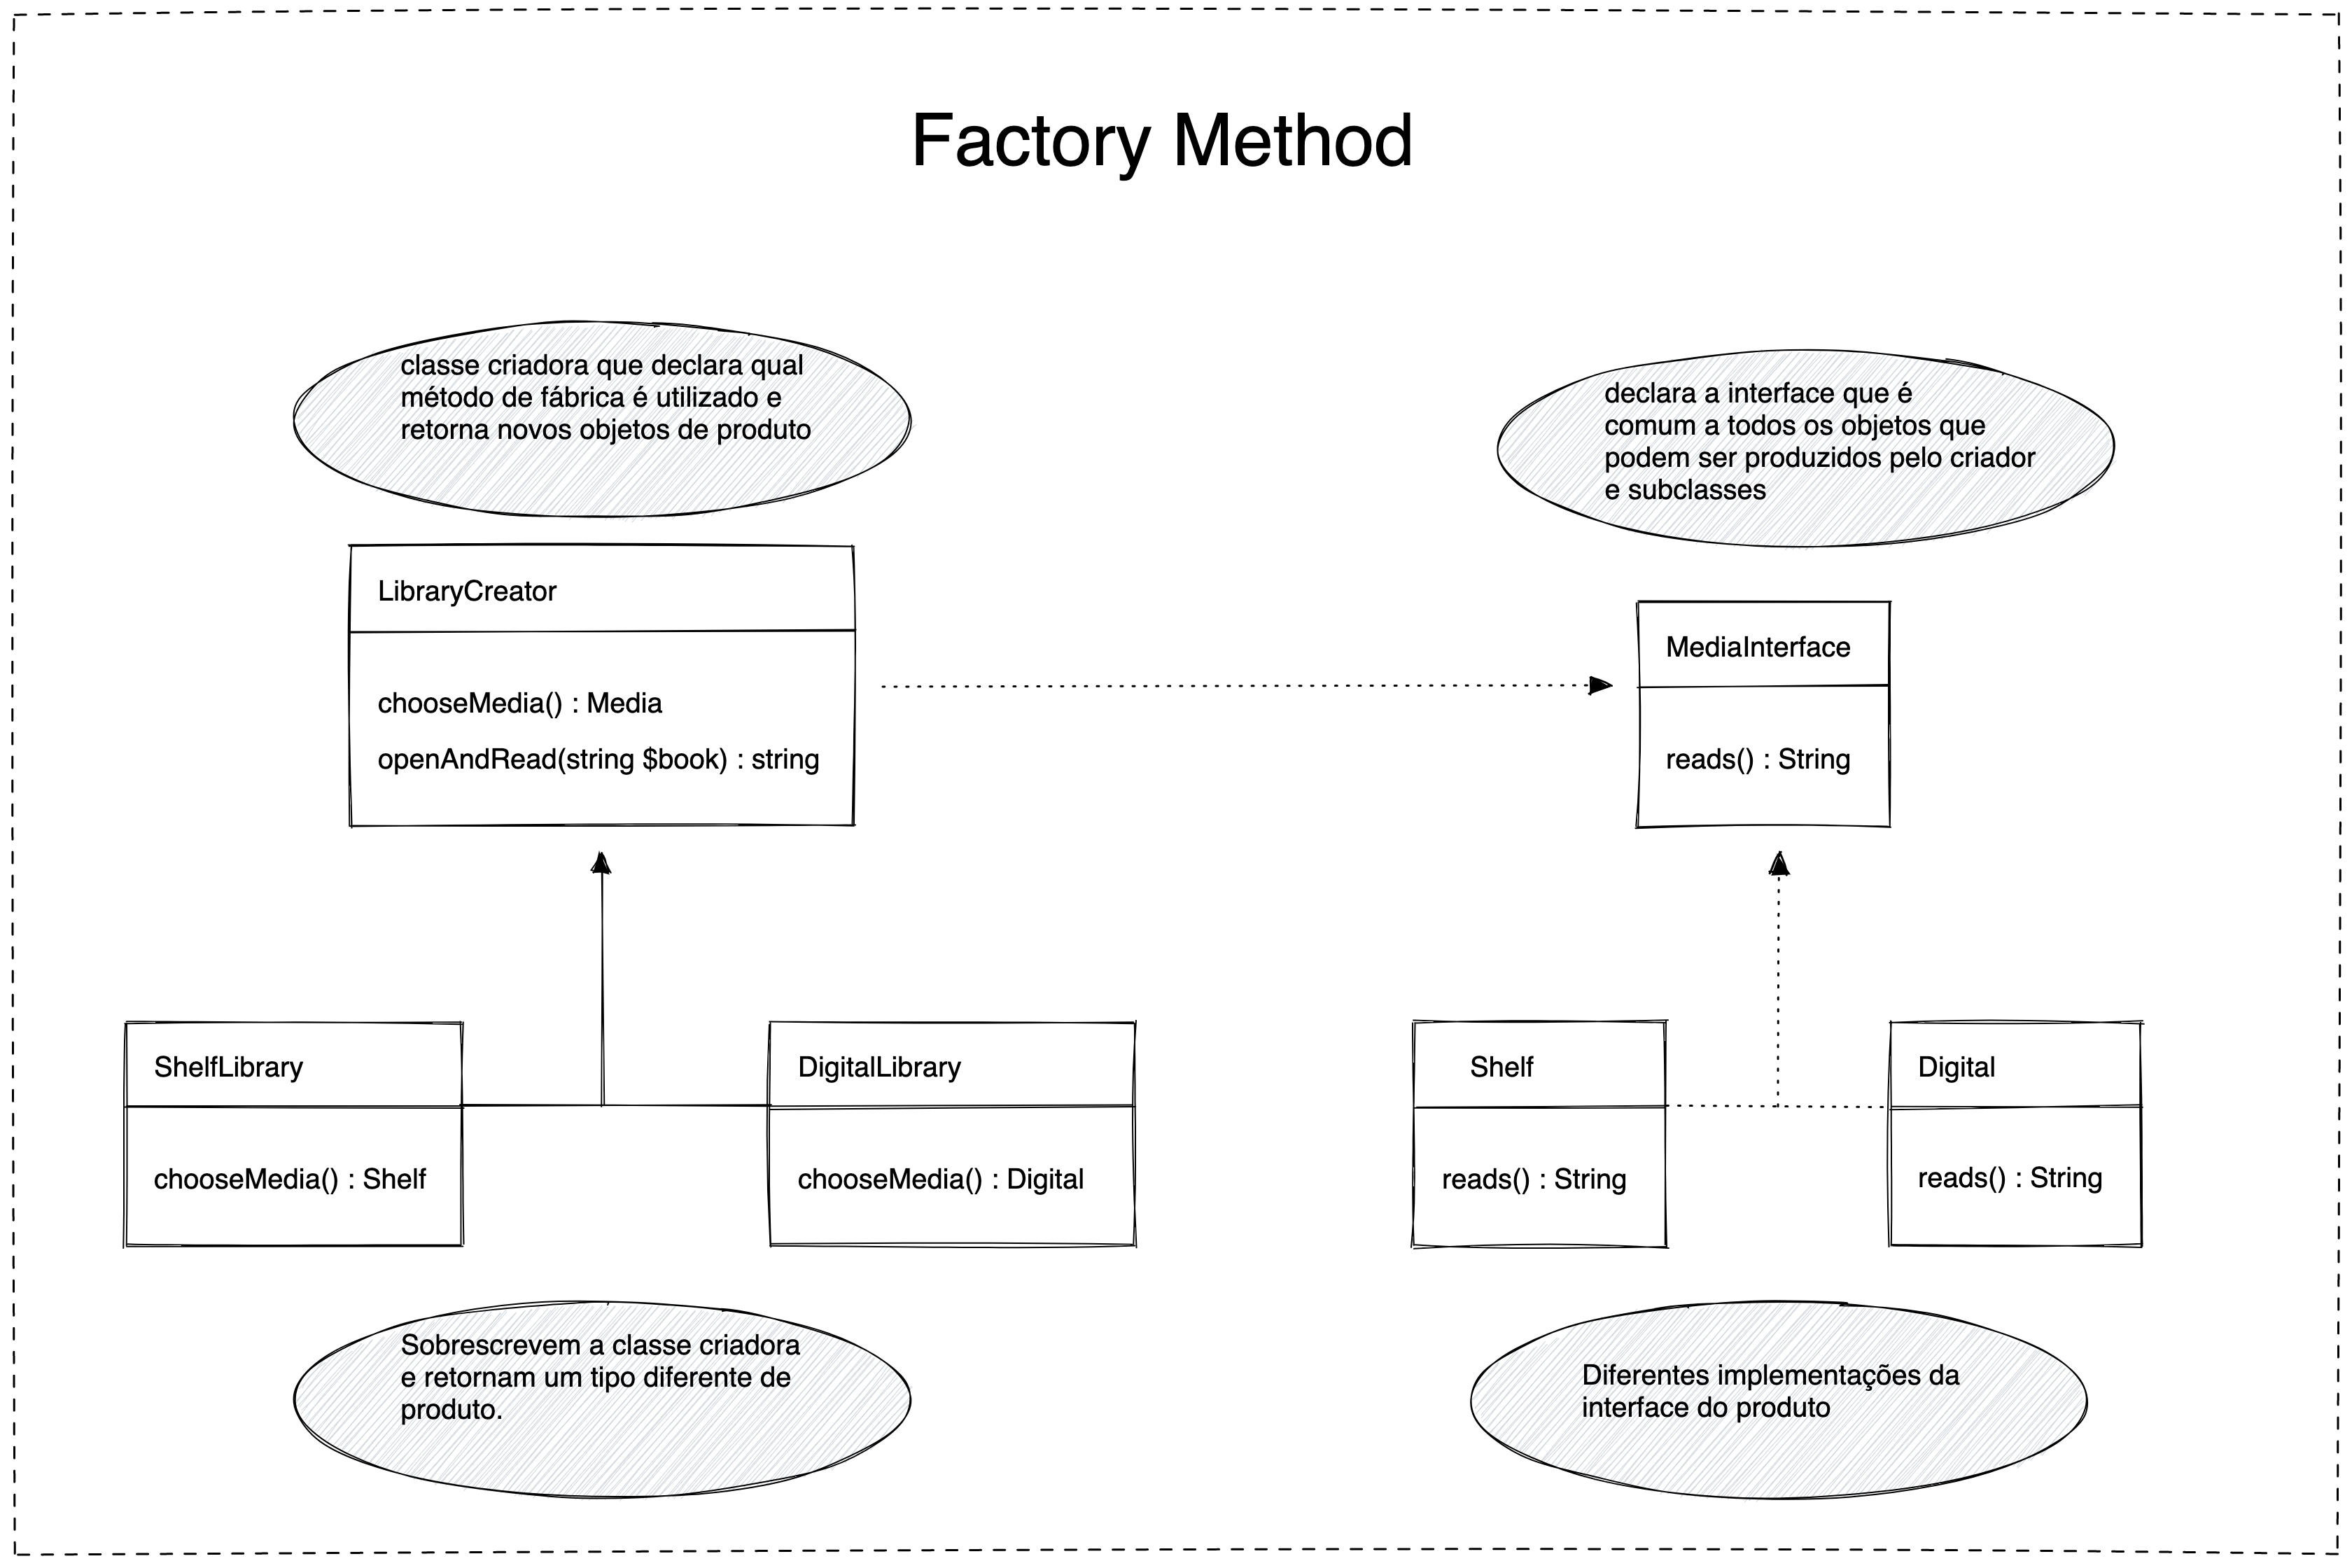 Factory Method
classe criadora que declara qual
método de fábrica é utilizado e
retorna novos objetos de produto
declara a interface que é
comum a todos os objetos que
podem ser produzidos pelo criador
e subclasses
LibraryCreator
chooseMedia() : Media
openAndRead(string $book) : string
MediaInterface
reads() : String
ShelfLibrary
chooseMedia() : Shelf
DigitalLibrary
chooseMedia() : Digital
Shelf
reads() : String
Digital
reads() : String
Sobrescrevem a classe criadora
e retornam um tipo diferente de
produto.
Diferentes implementações da
interface do produto